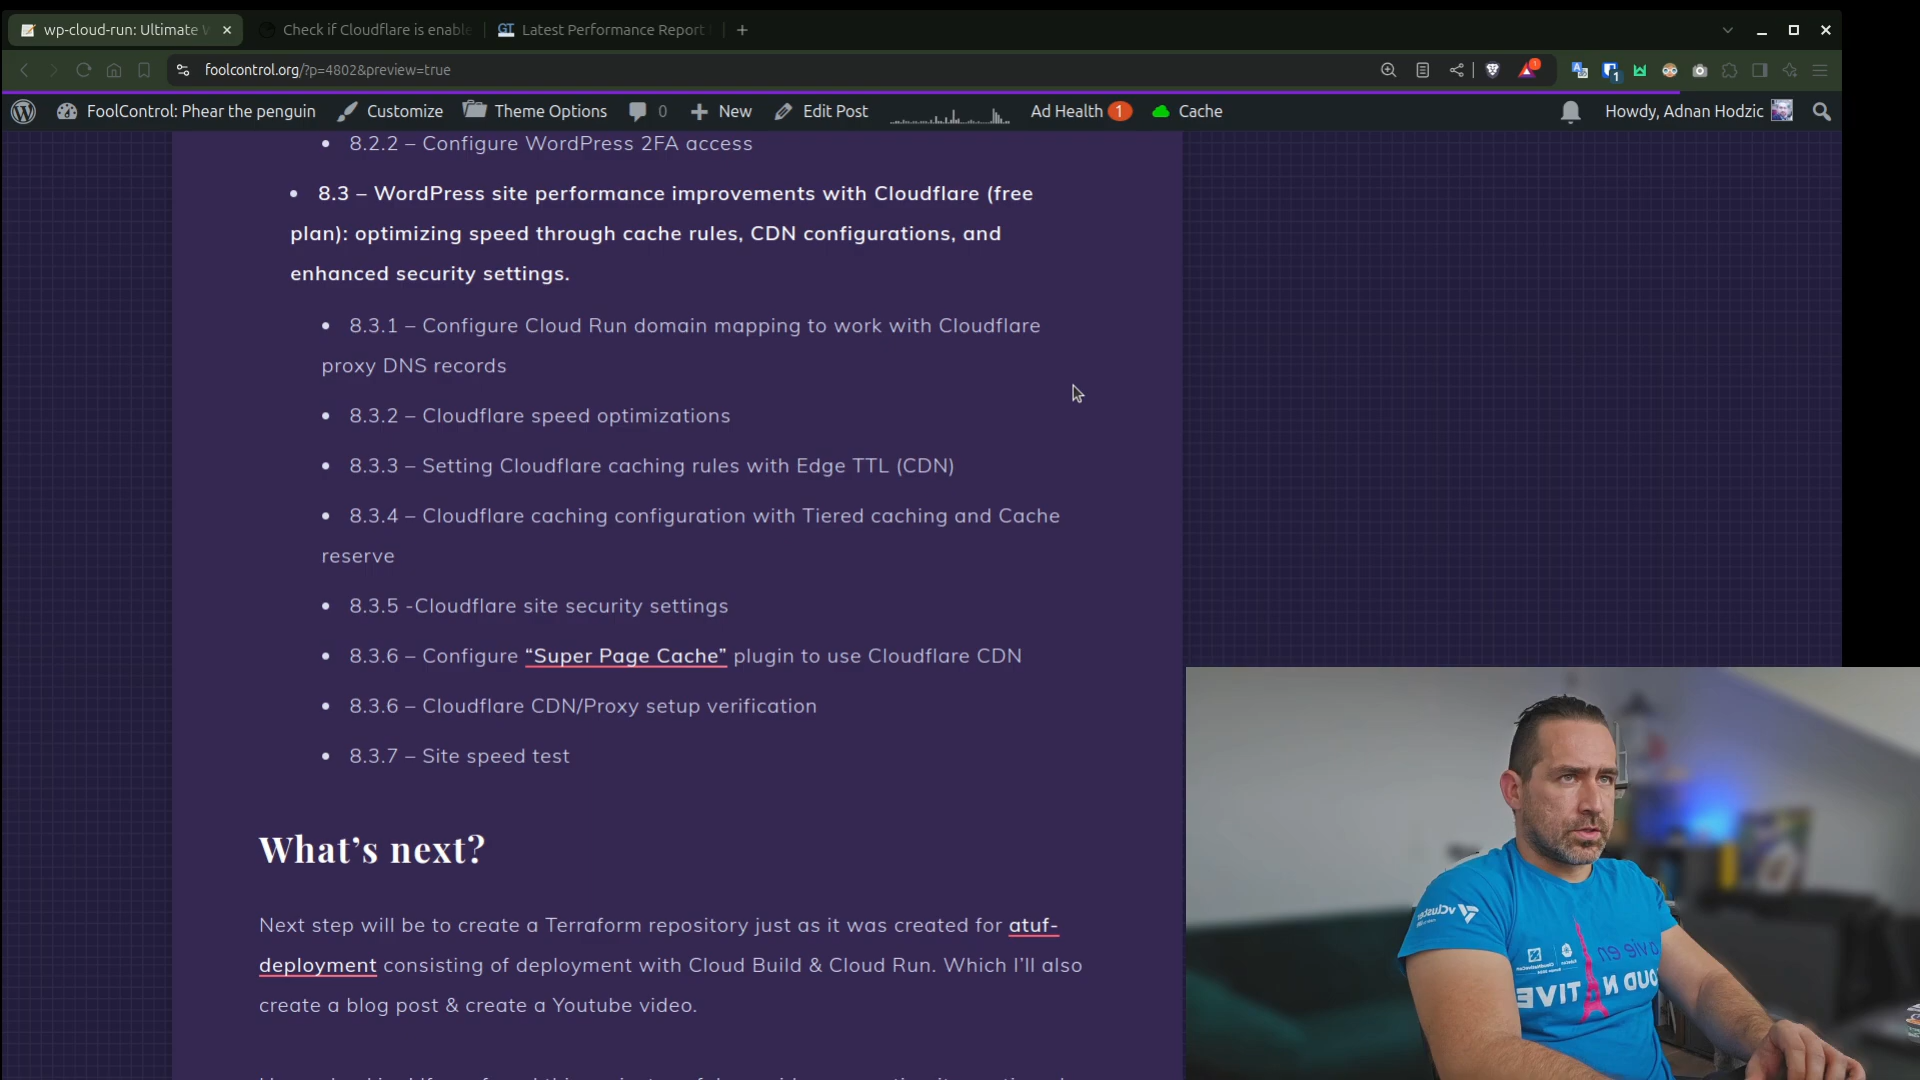 wp-cloud-run: Ultimate W
Check if Cloudflare is enable
GT Latest Performance Report
foolcontrol.org/?p=4802&preview=true
1
1
FoolControl: Phear the penguin
Customize
Theme Options
0
New
Edit Post
Ad Health 1
Cache
Howdy, Adnan Hodzic
8.2.2 – Configure WordPress 2FA access
8.3 – WordPress site performance improvements with Cloudflare (free
plan): optimizing speed through cache rules, CDN configurations, and
enhanced security settings.
8.3.1 – Configure Cloud Run domain mapping to work with Cloudflare
proxy DNS records
8.3.2 – Cloudflare speed optimizations
8.3.3 – Setting Cloudflare caching rules with Edge TTL (CDN)
8.3.4 – Cloudflare caching configuration with Tiered caching and Cache
reserve
8.3.5 -Cloudflare site security settings
8.3.6 – Configure “Super Page Cache” plugin to use Cloudflare CDN
8.3.6 – Cloudflare CDN/Proxy setup verification
8.3.7 – Site speed test
What’s next?
Next step will be to create a Terraform repository just as it was created for atuf-
deployment consisting of deployment with Cloud Build & Cloud Run. Which I’ll also
create a blog post & create a Youtube video.
vCluster